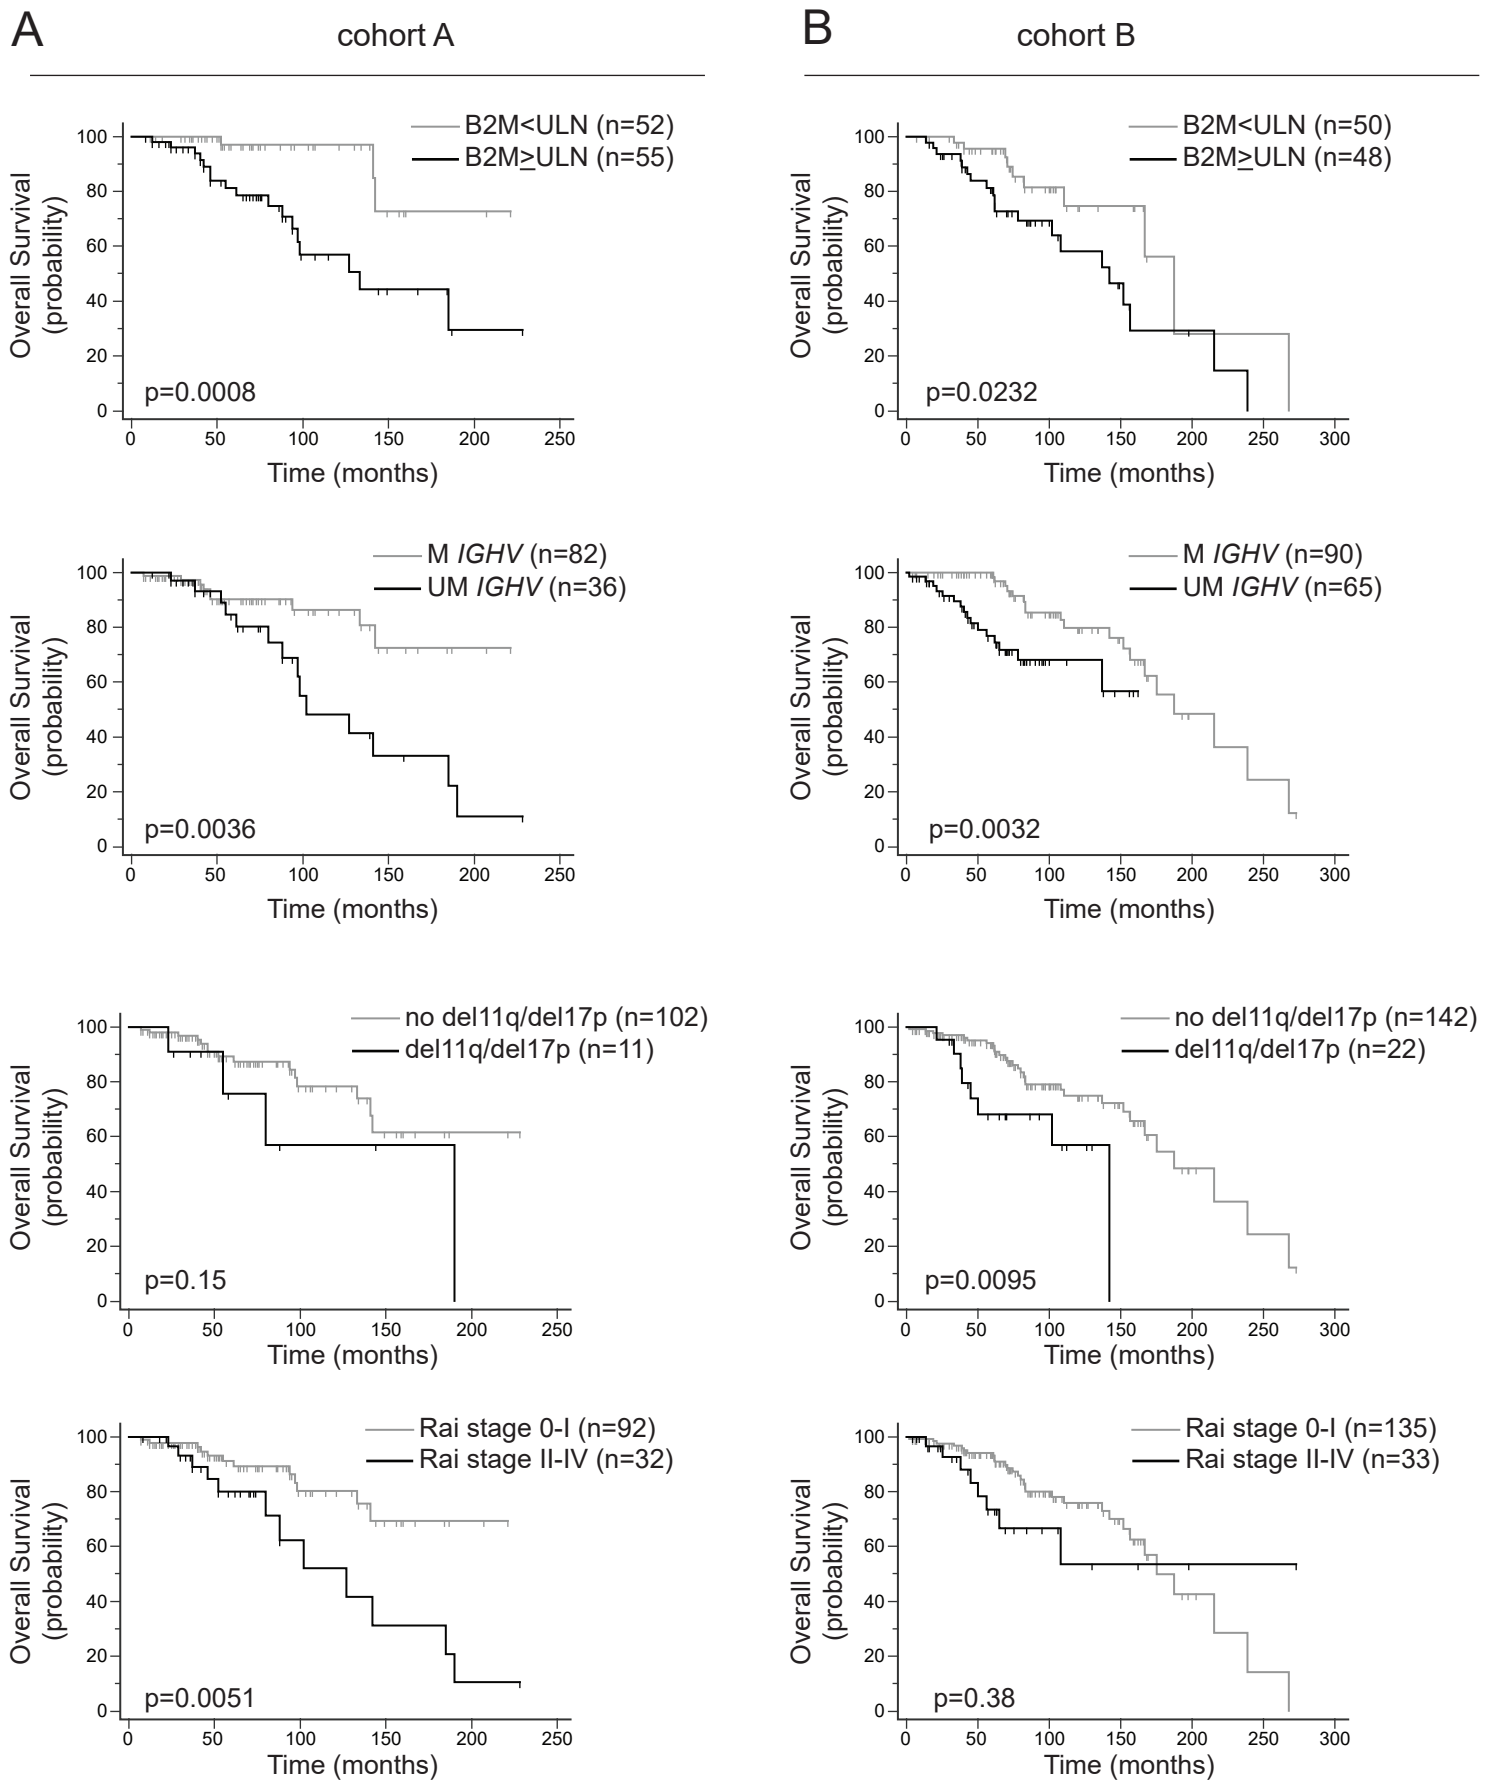 A
cohort A
B
cohort B
B2M<ULN (n=52)
B2M≥ULN (n=55)
Overall Survival
(probability)
100
80
60
40
20
0
p=0.0008
0 50 100 150 200 250
Time (months)
B2M<ULN (n=50)
B2M≥ULN (n=48)
Overall Survival
(probability)
100
80
60
40
20
0
p=0.0232
0 50 100 150 200 250 300
Time (months)
M IGHV (n=82)
UM IGHV (n=36)
Overall Survival
(probability)
100
80
60
40
20
0
p=0.0036
0 50 100 150 200 250
Time (months)
M IGHV (n=90)
UM IGHV (n=65)
Overall Survival
(probability)
100
80
60
40
20
0
p=0.0032
0 50 100 150 200 250 300
Time (months)
no del11q/del17p (n=102)
del11q/del17p (n=11)
Overall Survival
(probability)
100
80
60
40
20
0
p=0.15
0 50 100 150 200 250
Time (months)
no del11q/del17p (n=142)
del11q/del17p (n=22)
Overall Survival
(probability)
100
80
60
40
20
0
p=0.0095
0 50 100 150 200 250 300
Time (months)
Rai stage 0-I (n=92)
Rai stage II-IV (n=32)
Overall Survival
(probability)
100
80
60
40
20
0
p=0.0051
0 50 100 150 200 250
Time (months)
Rai stage 0-I (n=135)
Rai stage II-IV (n=33)
Overall Survival
(probability)
100
80
60
40
20
0
p=0.38
0 50 100 150 200 250 300
Time (months)